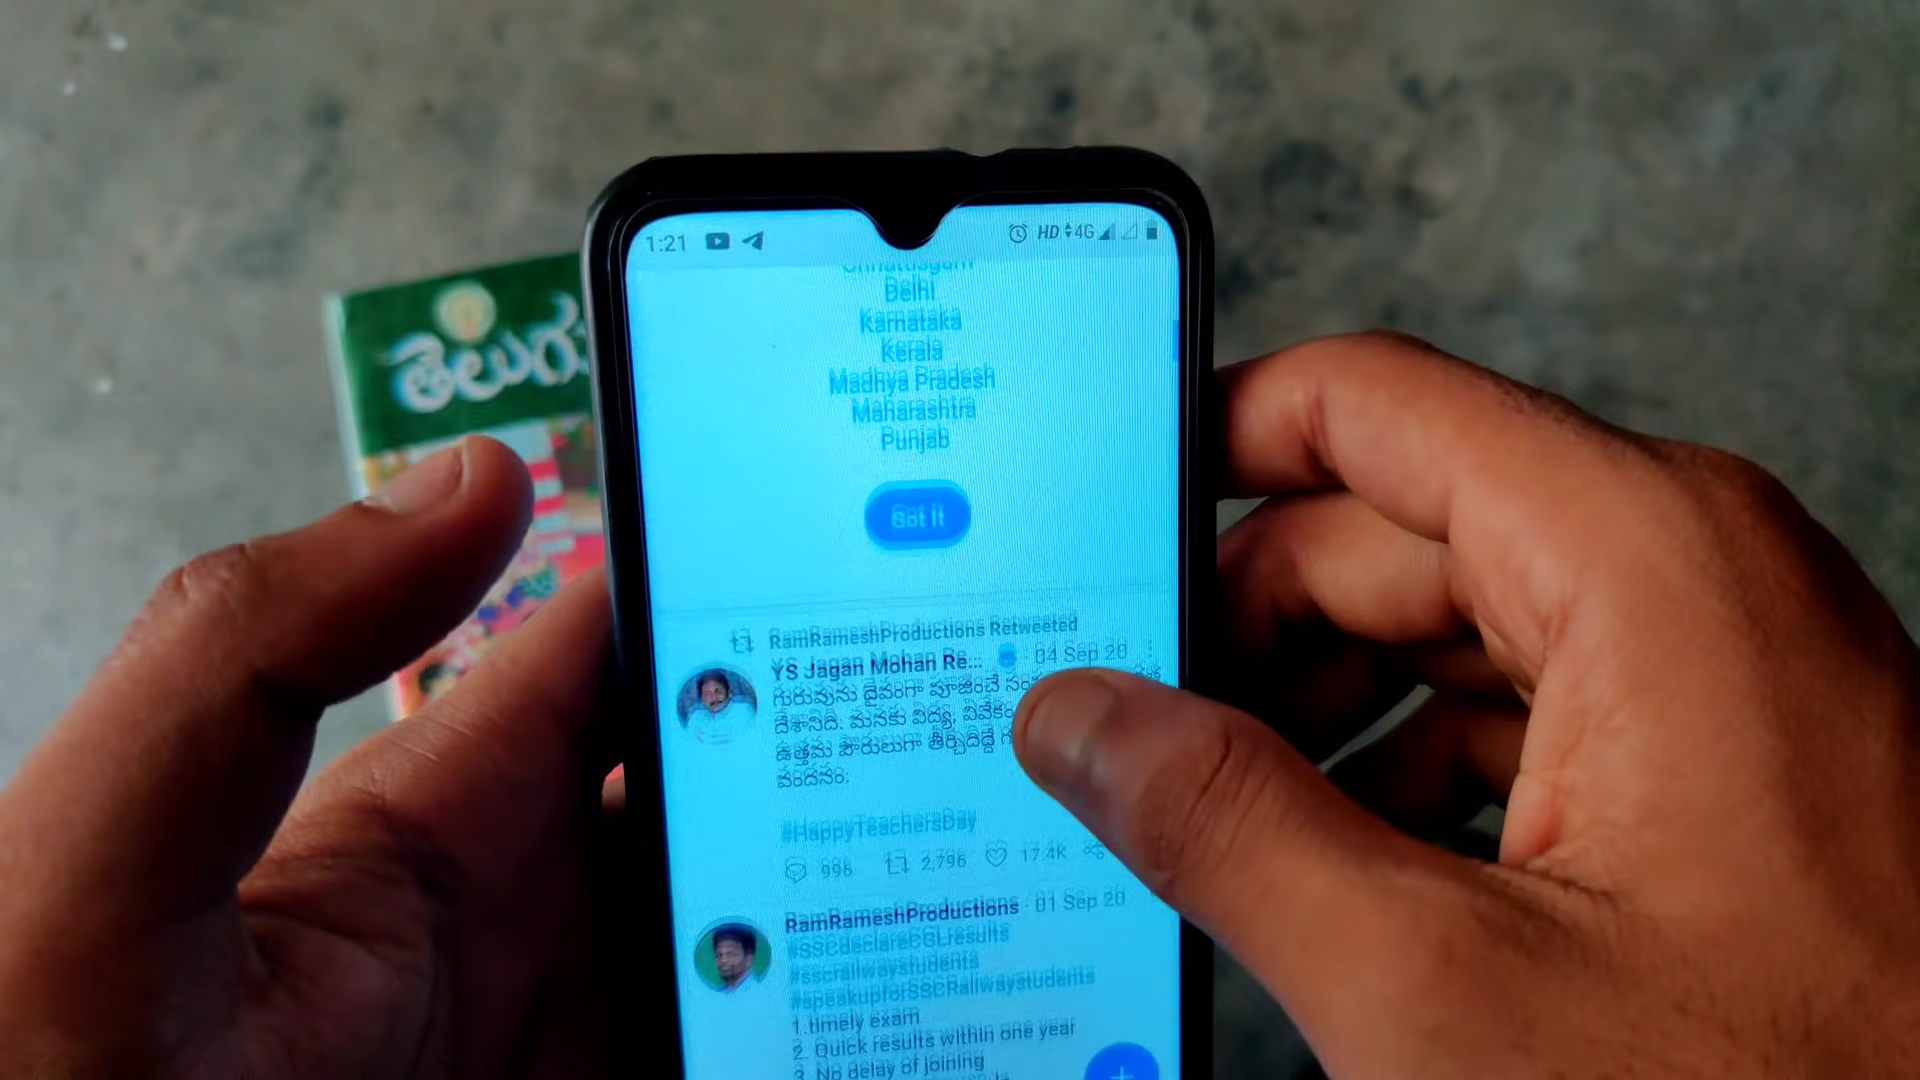 1:21
HD 4G
Chhattisgarh
Delhi
Karnataka
Kerala
Madhya Pradesh
Maharashtra
Punjab
Got It
తెలుగు
RamRameshProductions Retweeted
YS Jagan Mohan Re... · 04 Sep 20
గురువును దైవంగా పూజించే
దేశానిది. మనకు విద్య,
ఉత్తమ పౌరులుగా తీర్చిదిద్దే
వందనం.
#HappyTeachersDay
996 2,796 17.4K
RamRameshProductions · 01 Sep 20
#SSCdeclareCGLresults
#sscrailwaystudents
#speakupforSSCRailwaystudents
1.timely exam
2. Quick results within one year
3. No delay of joining